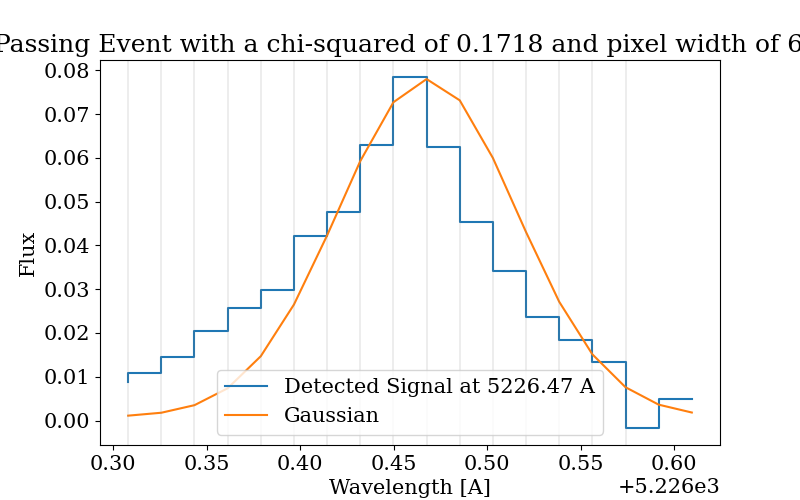 Passing Event with a chi-squared of 0.1718 and pixel width of 6
0.08
0.07
0.06
0.05
0.04
0.03
0.02
0.01
0.00
Flux
Detected Signal at 5226.47 A
Gaussian
0.30 0.35 0.40 0.45 0.50 0.55 0.60
Wavelength [A]
+5.226e3